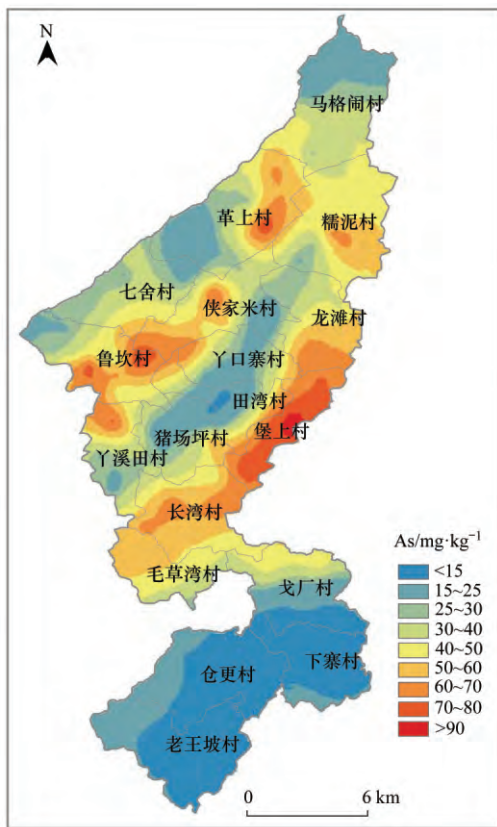 N
马格闹村
革上村
糯泥村
七舍村
侠家米村
龙滩村
鲁坎村
丫口寨村
田湾村
堡上村
猪场坪村
丫溪田村
长湾村
毛草湾村
戈厂村
仓更村
下寨村
老王坡村
As/mg·kg⁻¹
<15
15~25
25~30
30~40
40~50
50~60
60~70
70~80
>90
0 6 km